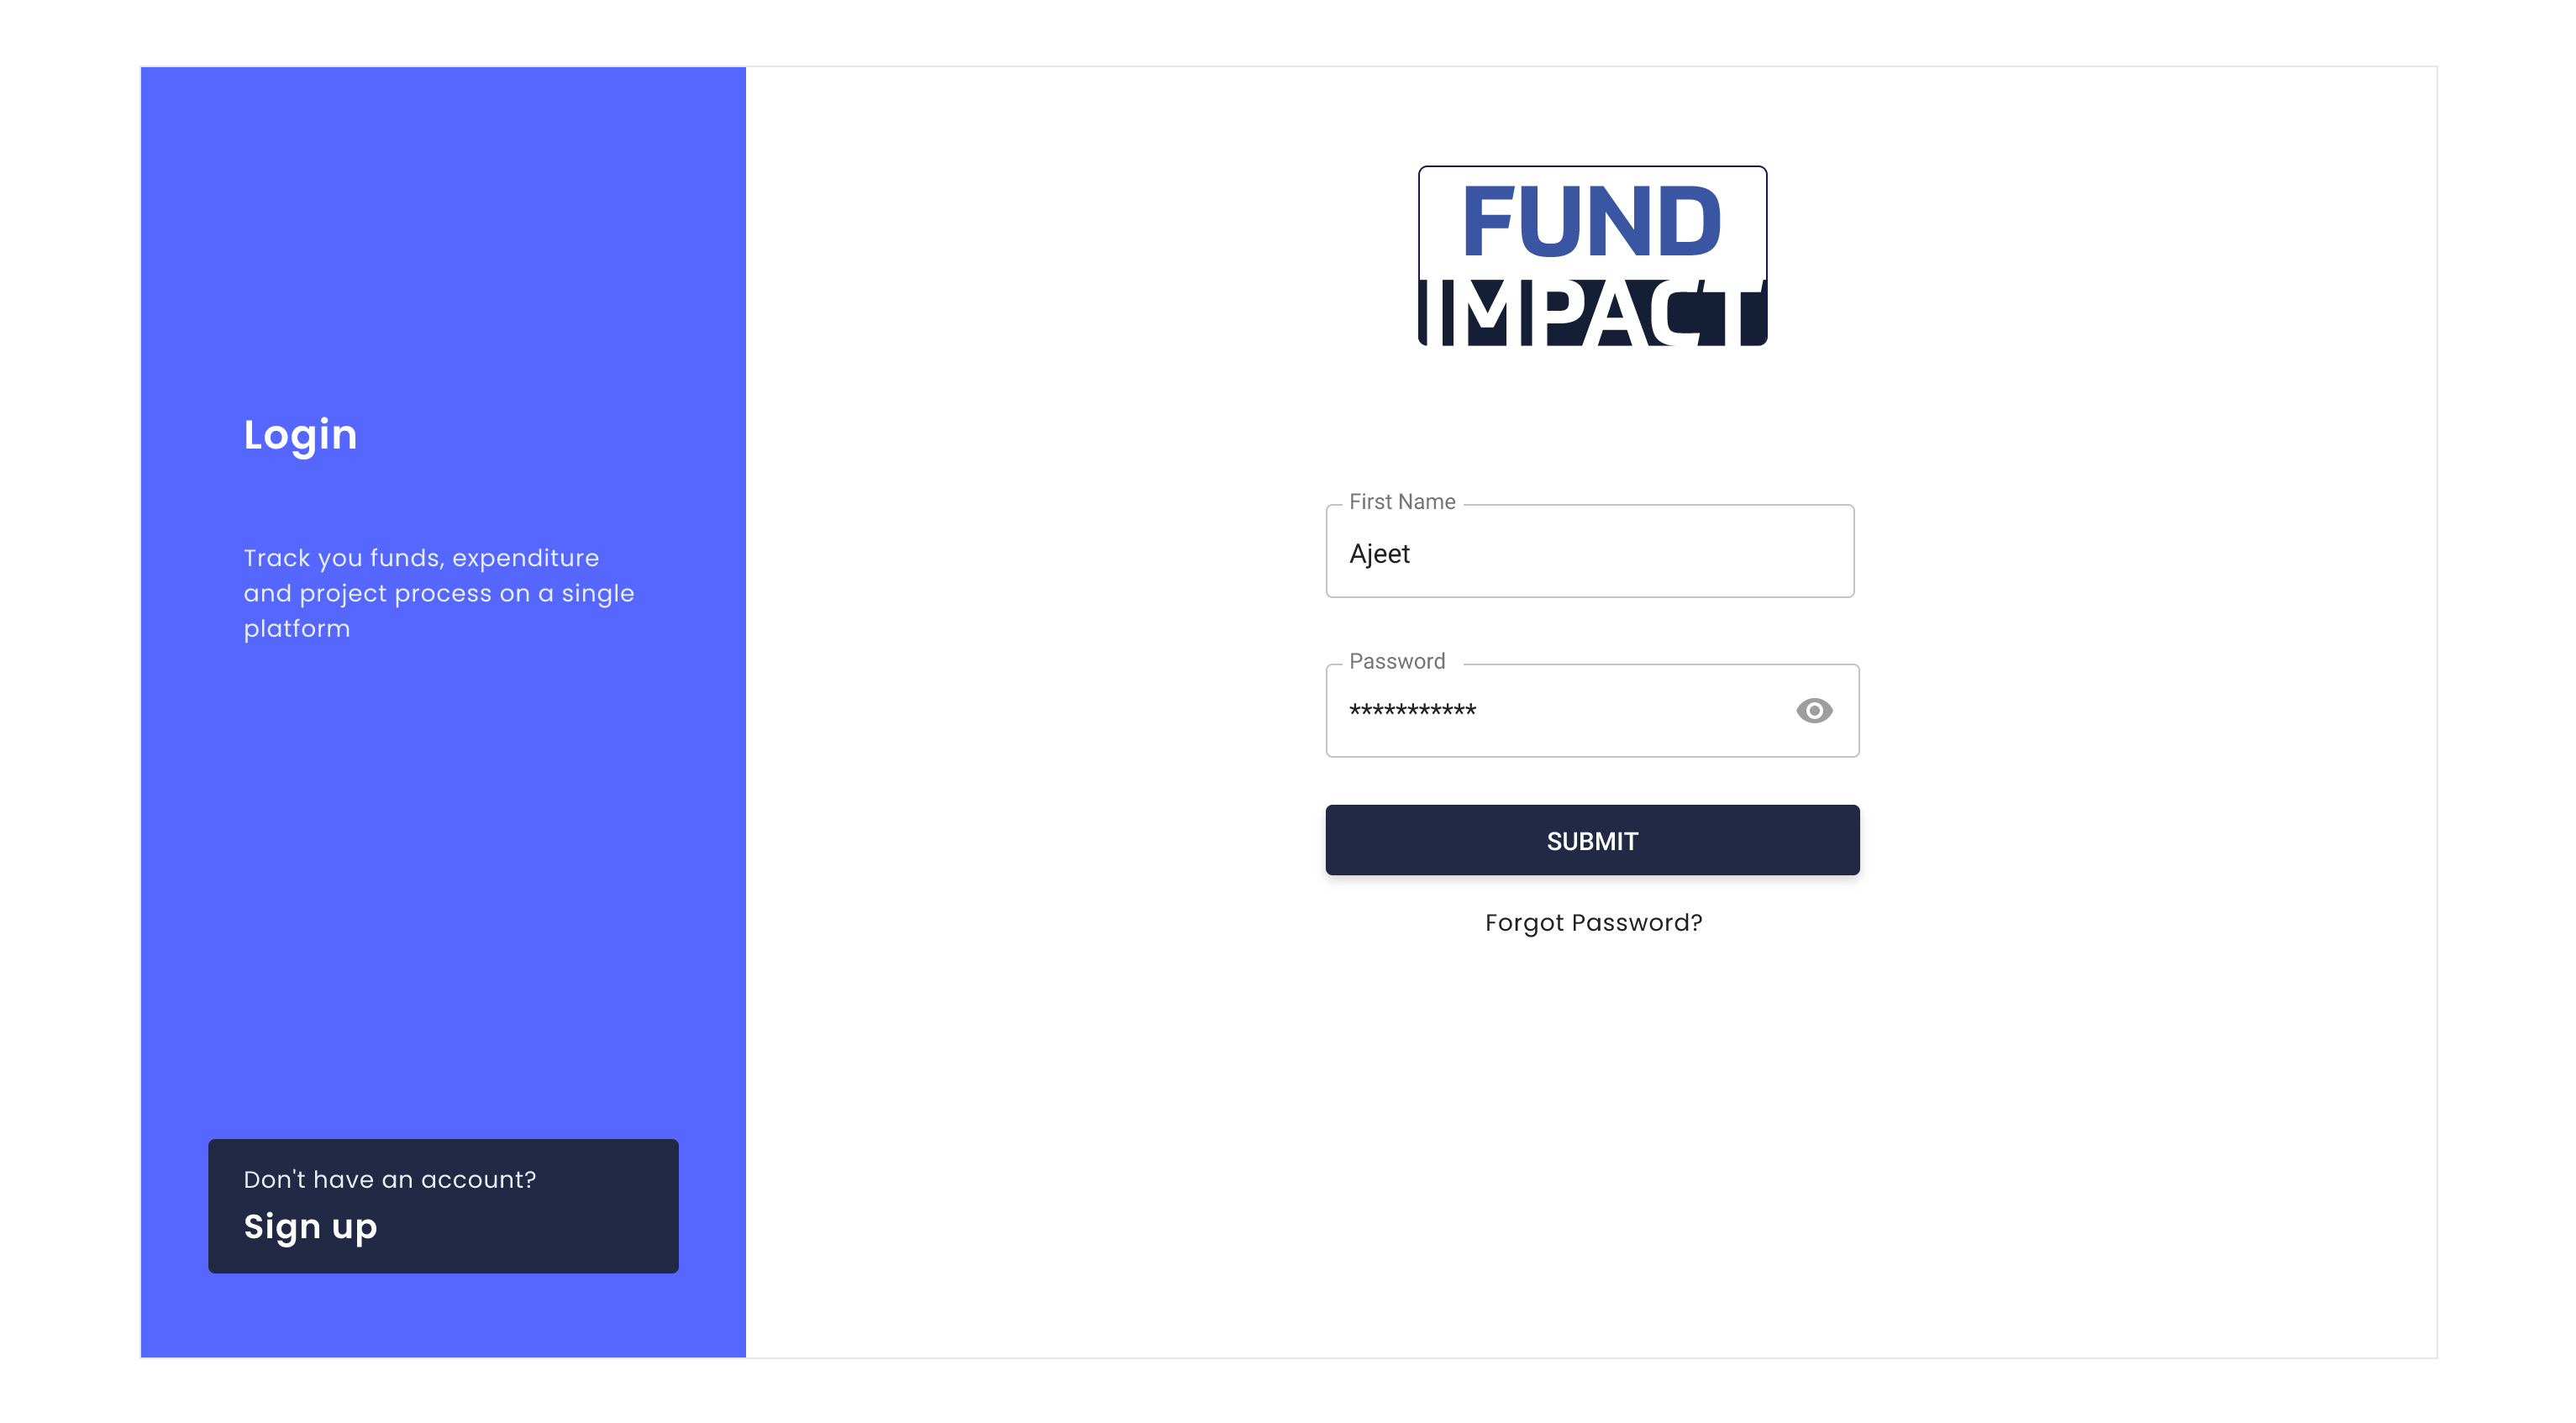 Login
Track you funds, expenditure
and project process on a single
platform
Don't have an account?
Sign up
FUND
IMPACT
First Name
Ajeet
Password
***********
SUBMIT
Forgot Password?